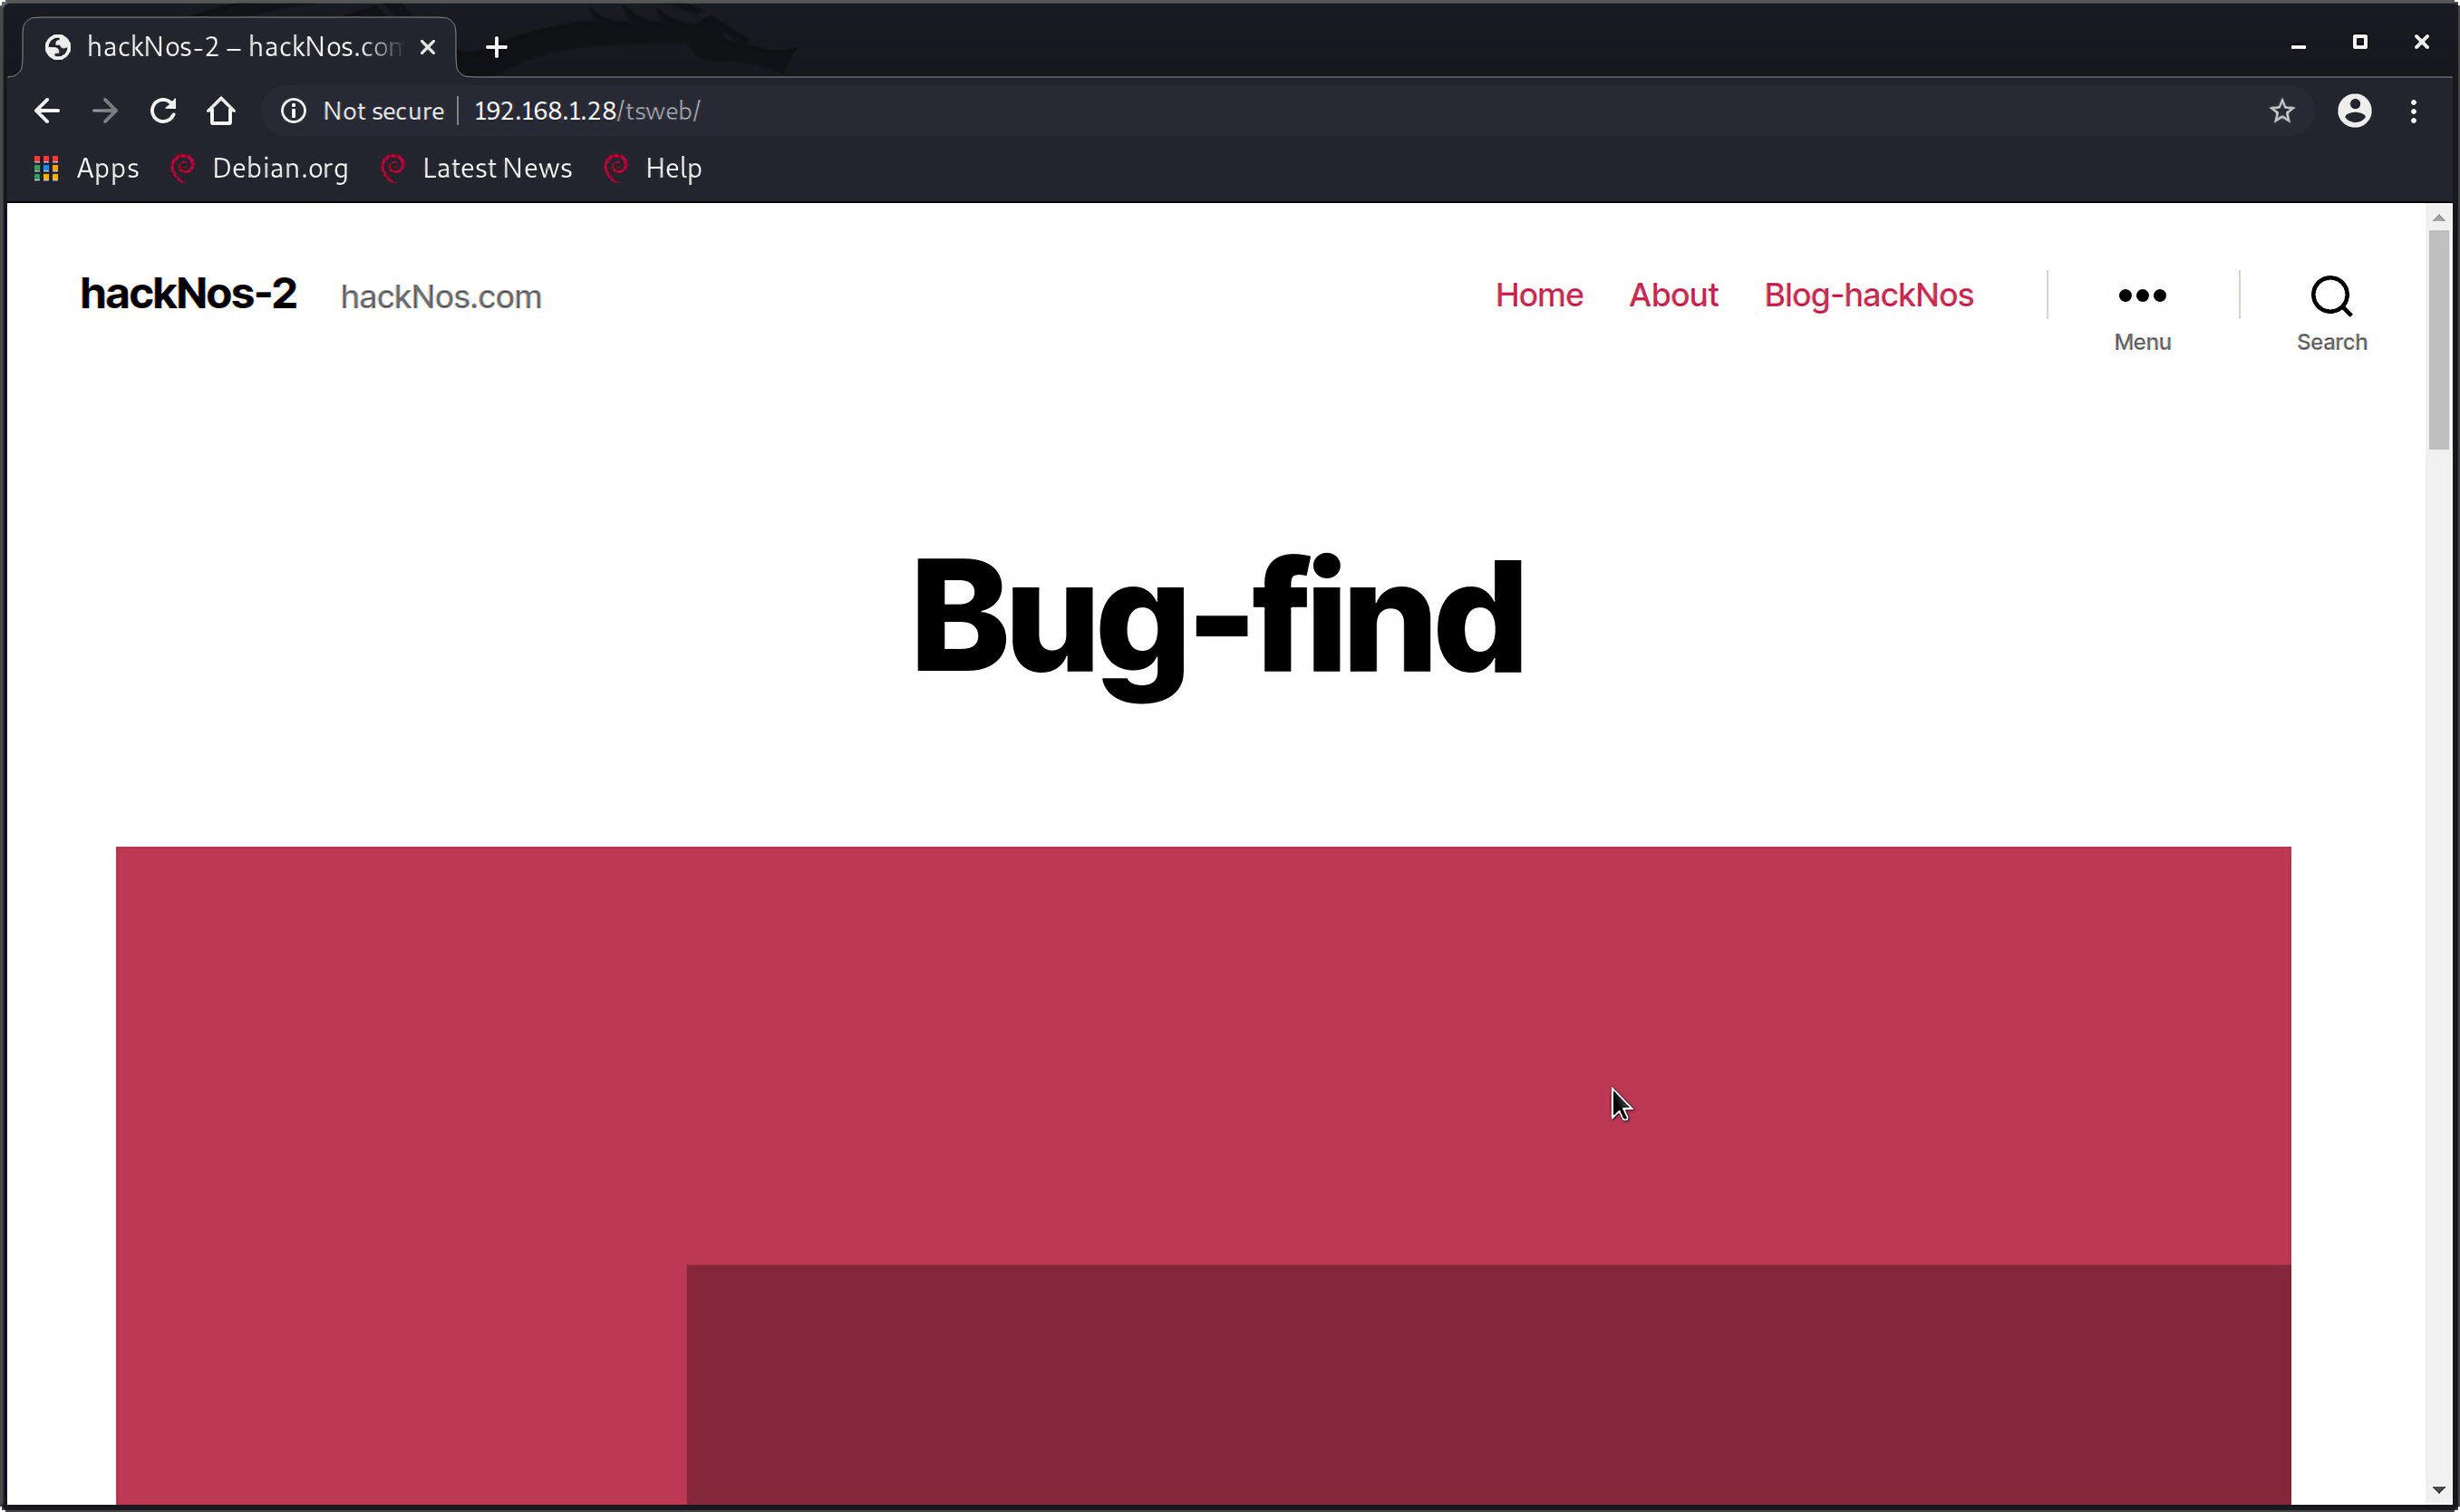 hackNos-2 – hackNos.com
Not secure 192.168.1.28/tsweb/
Apps Debian.org Latest News Help
hackNos-2 hackNos.com Home About Blog-hackNos
Menu Search
Bug-find